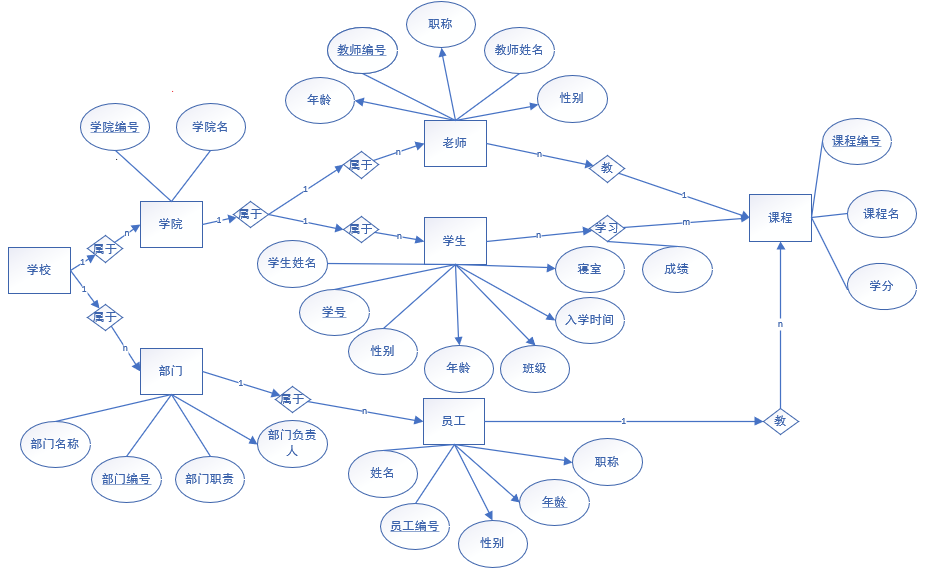 职称
教师编号
教师姓名
年龄
性别
学院编号
学院名
老师
n
教
课程编号
属于
n
1
1
课程
课程名
学院
1
属于
1
属于
n
学生
n
学习
m
学校
1
属于
n
学生姓名
寝室
成绩
学分
1
属于
n
学号
入学时间
n
性别
年龄
班级
部门
1
属于
n
员工
1
教
部门名称
部门编号
部门职责
部门负责
人
姓名
职称
年龄
员工编号
性别